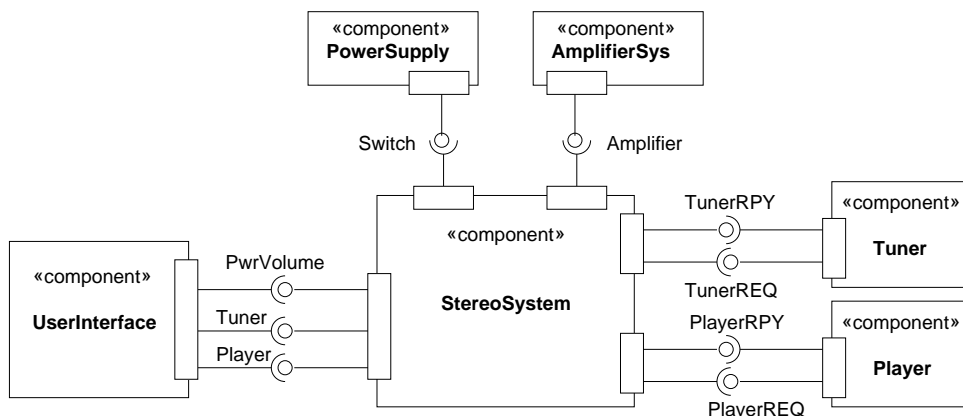 «component»
PowerSupply
«component»
AmplifierSys
Switch
Amplifier
«component»
UserInterface
PwrVolume
Tuner
Player
«component»
StereoSystem
TunerRPY
TunerREQ
PlayerRPY
PlayerREQ
«component»
Tuner
«component»
Player